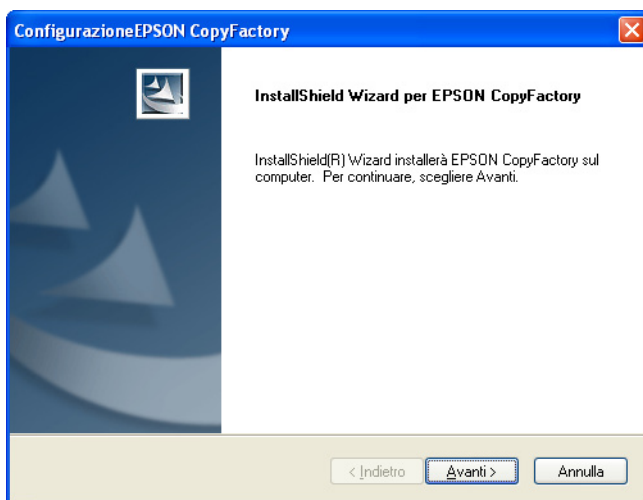 ConfigurazioneEPSON CopyFactory
InstallShield Wizard per EPSON CopyFactory
InstallShield(R) Wizard installerà EPSON CopyFactory sul
computer. Per continuare, scegliere Avanti.
< Indietro Avanti > Annulla